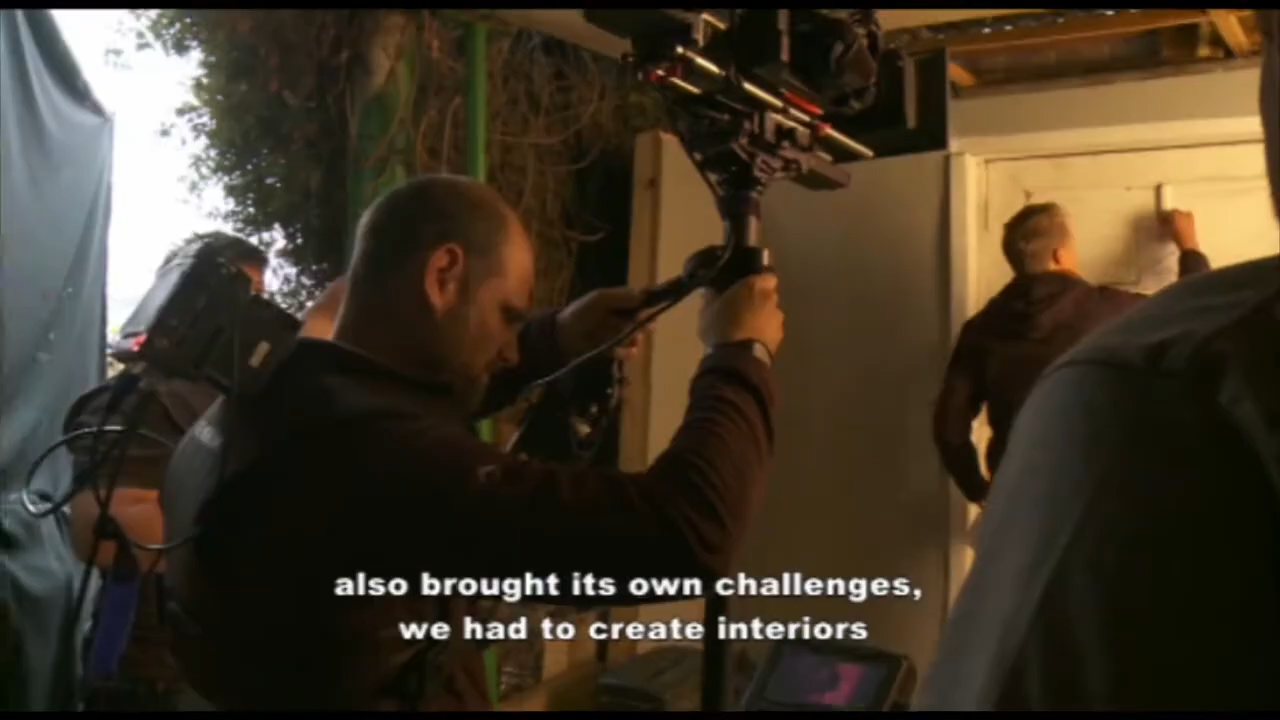 also brought its own challenges,
we had to create interiors